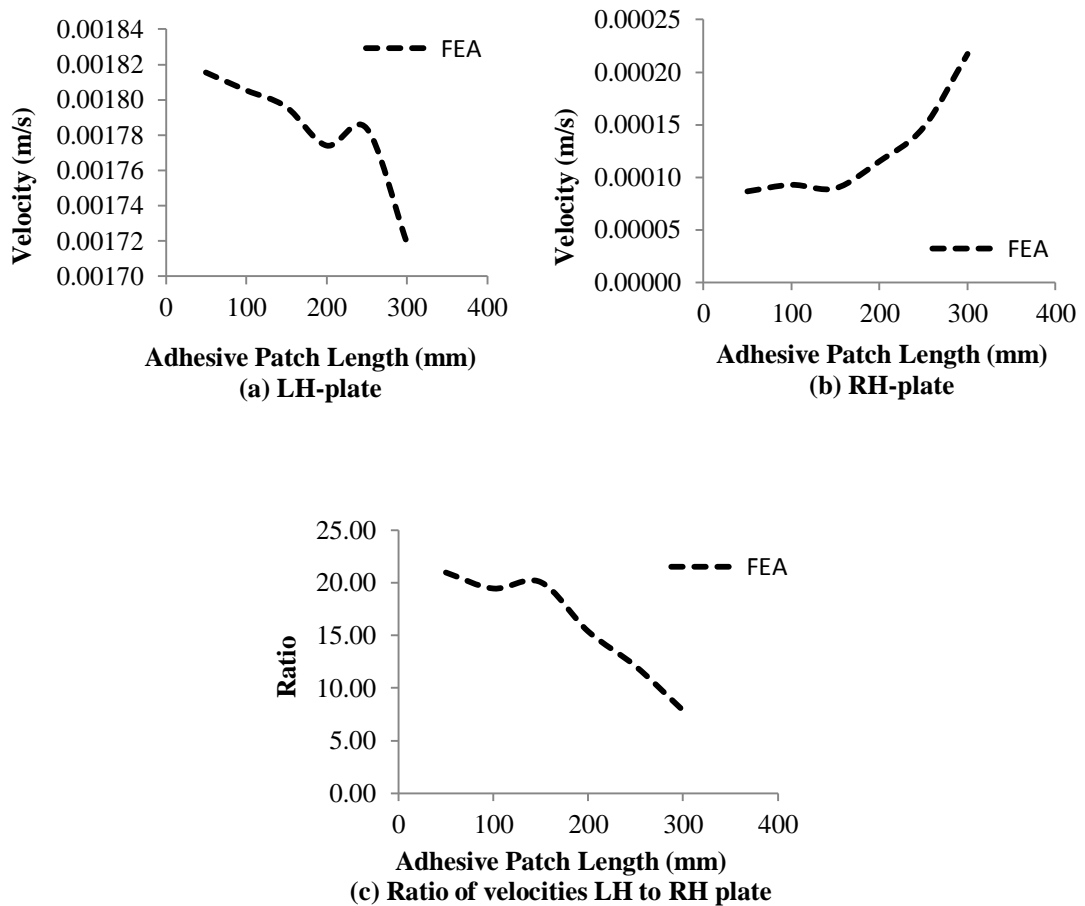 0.00184
0.00182
0.00180
0.00178
0.00176
0.00174
0.00172
0.00170
Velocity (m/s)
0 100 200 300 400
FEA
Adhesive Patch Length (mm)
(a) LH-plate
0.00025
0.00020
0.00015
0.00010
0.00005
0.00000
Velocity (m/s)
0 100 200 300 400
FEA
Adhesive Patch Length (mm)
(b) RH-plate
25.00
20.00
15.00
10.00
5.00
0.00
Ratio
0 100 200 300 400
FEA
Adhesive Patch Length (mm)
(c) Ratio of velocities LH to RH plate